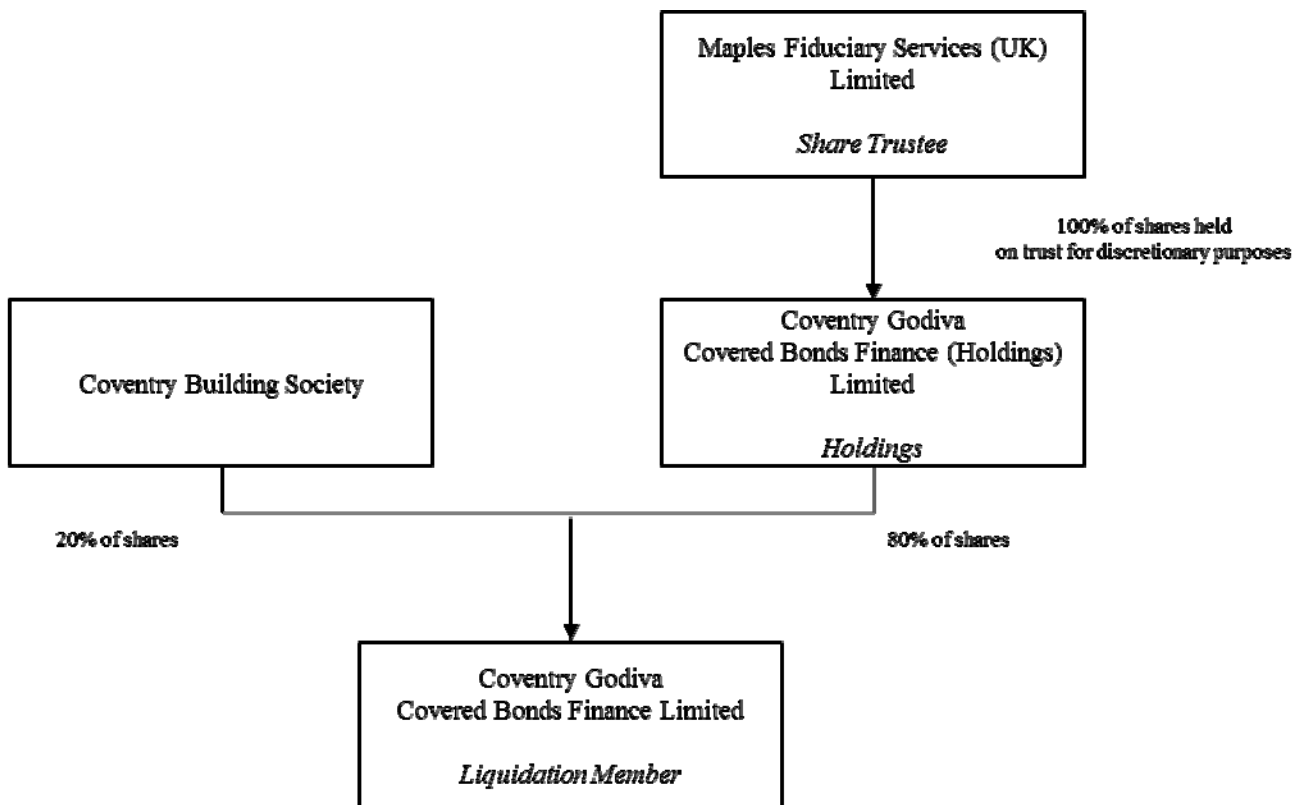 Maples Fiduciary Services (UK)
Limited
Share Trustee
100% of shares held
on trust for discretionary purposes
Coventry Building Society
Coventry Godiva
Covered Bonds Finance (Holdings)
Limited
Holdings
20% of shares
80% of shares
Coventry Godiva
Covered Bonds Finance Limited
Liquidation Member